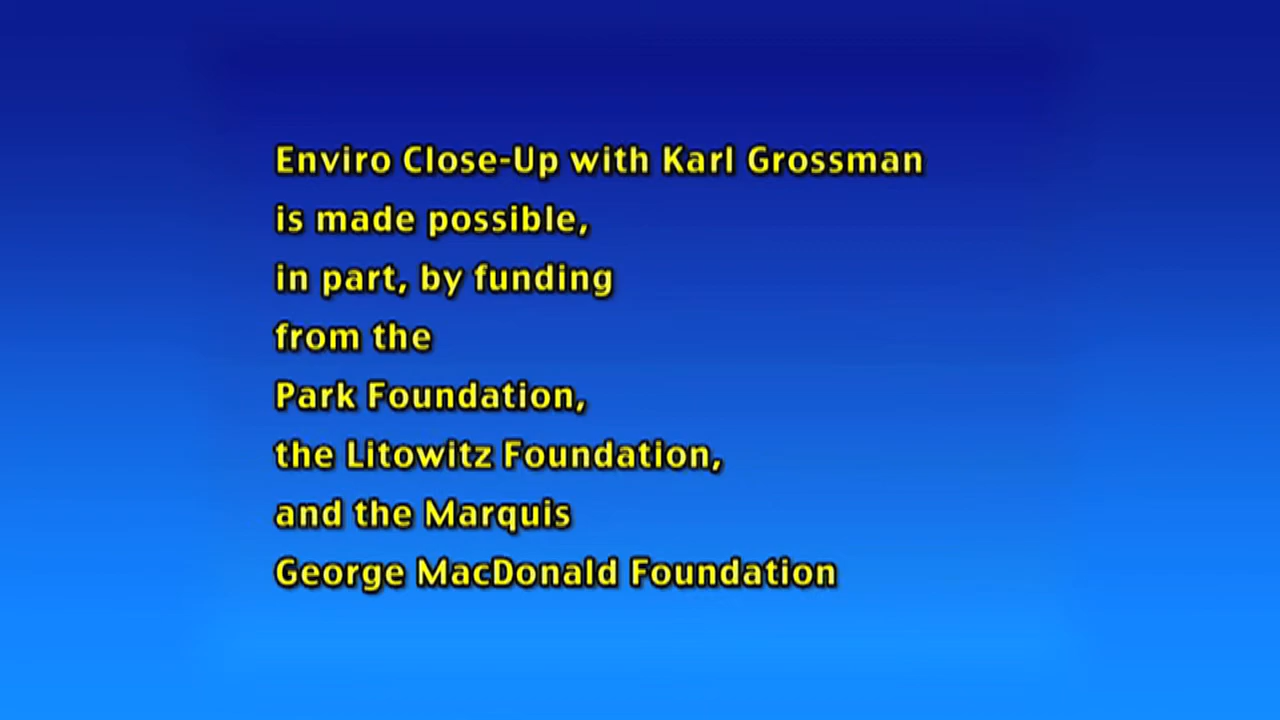 Enviro Close-Up with Karl Grossman
is made possible,
in part, by funding
from the
Park Foundation,
the Litowitz Foundation,
and the Marquis
George MacDonald Foundation